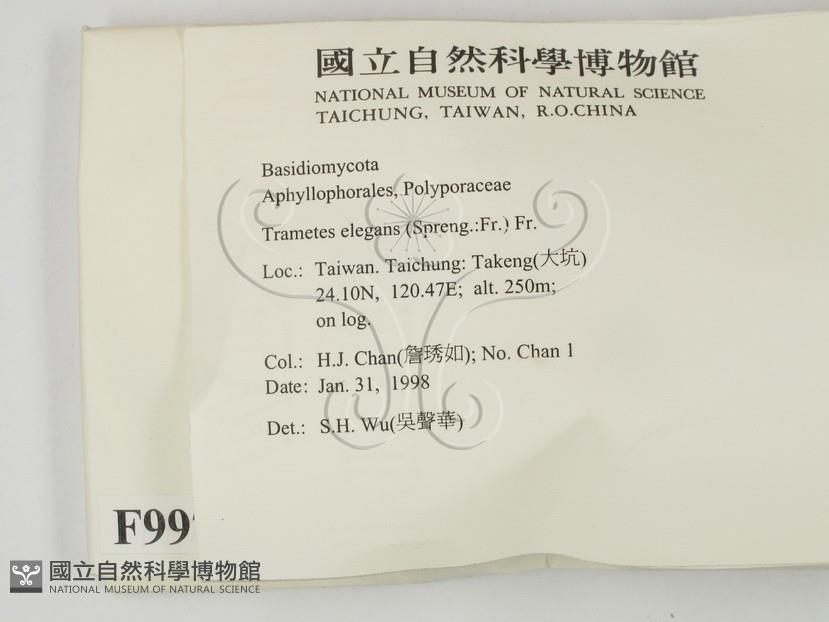 國立自然科學博物館
NATIONAL MUSEUM OF NATURAL SCIENCE
TAICHUNG, TAIWAN, R.O.CHINA
Basidiomycota
Aphyllophorales, Polyporaceae
Trametes elegans (Spreng.:Fr.) Fr.
Loc.: Taiwan. Taichung: Takeng(大坑)
24.10N, 120.47E; alt. 250m;
on log.
Col.: H.J. Chan(詹琇如); No. Chan 1
Date: Jan. 31, 1998
Det.: S.H. Wu(吳聲華)
F99
國立自然科學博物館
NATIONAL MUSEUM OF NATURAL SCIENCE